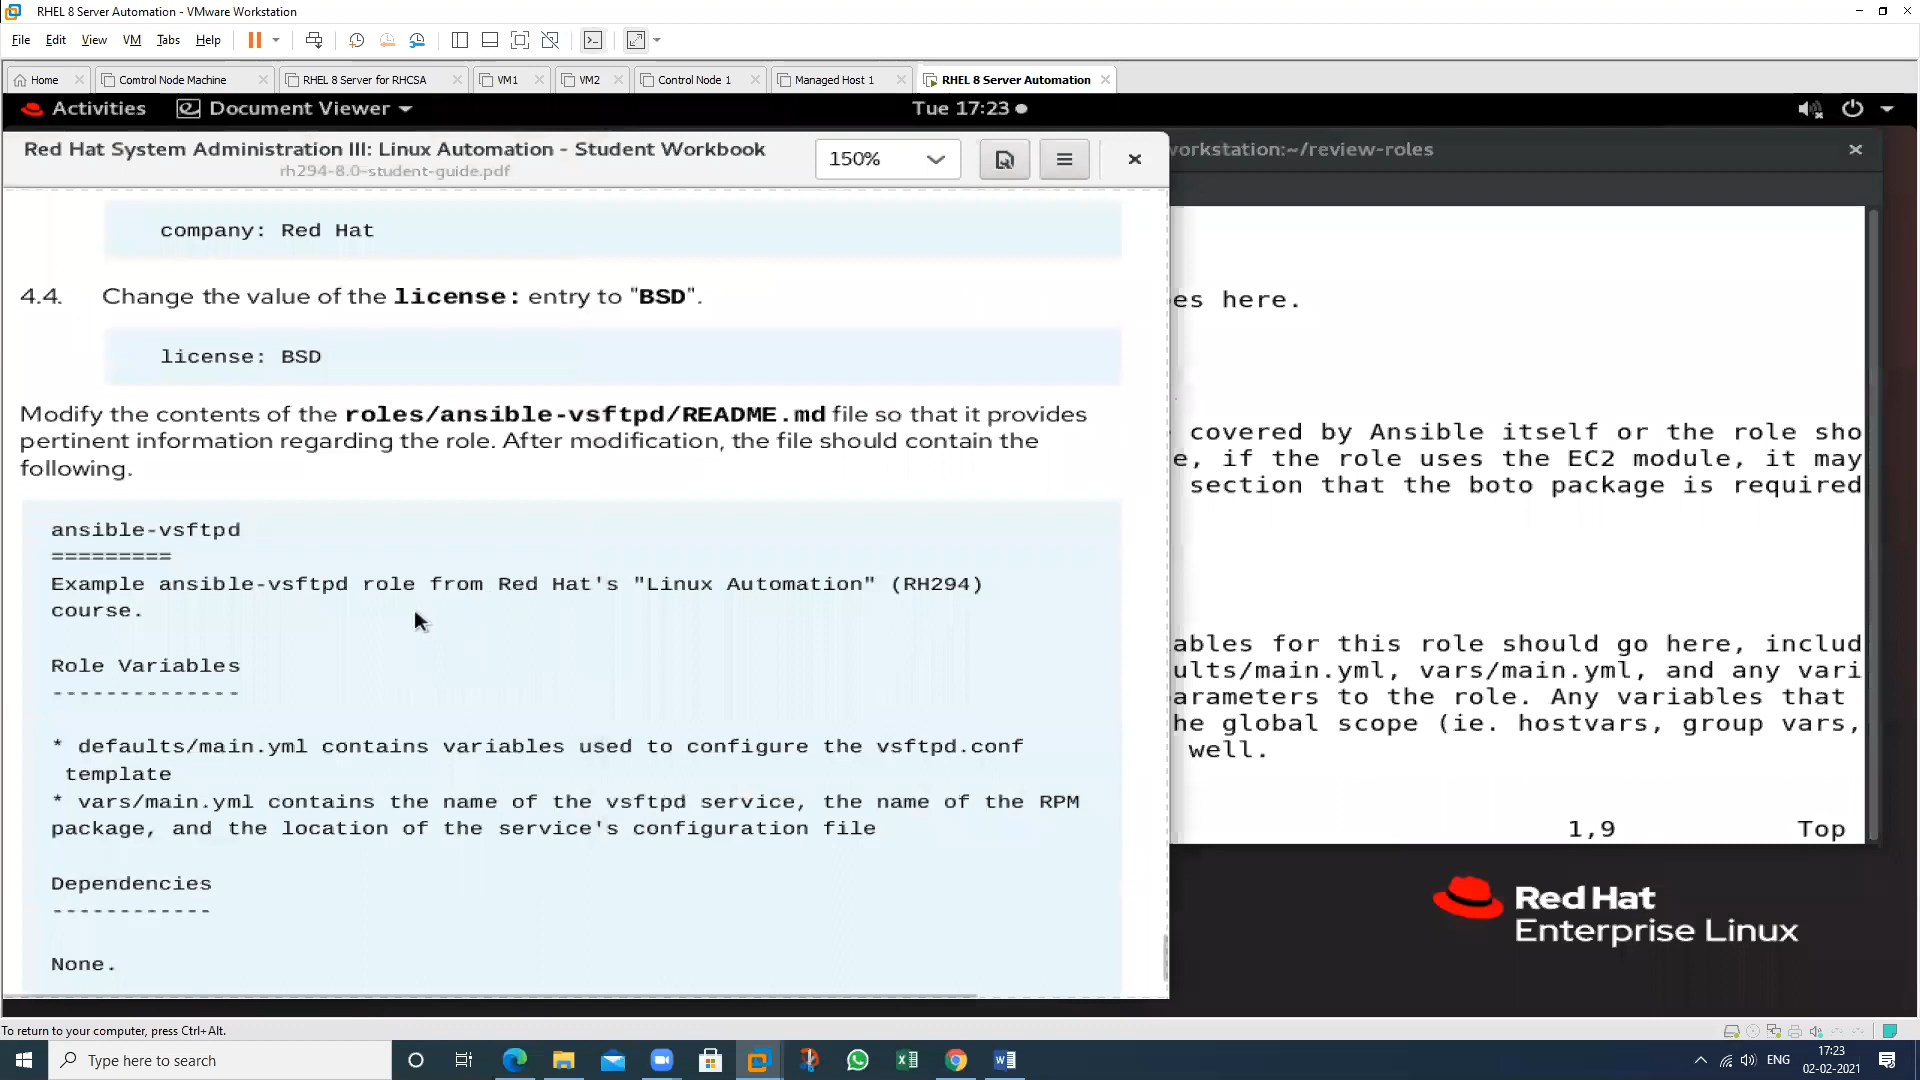 RHEL 8 Server Automation - VMware Workstation
File Edit View VM Tabs Help
Home
Comtrol Node Machine
RHEL 8 Server for RHCSA
VM1
VM2
Control Node 1
Managed Host 1
RHEL 8 Server Automation
Activities
Document Viewer
Tue 17:23
Red Hat System Administration III: Linux Automation - Student Workbook
rh294-8.0-student-guide.pdf
150%
workstation:~/review-roles
company: Red Hat
4.4. Change the value of the license: entry to "BSD".
license: BSD
Modify the contents of the roles/ansible-vsftpd/README.md file so that it provides
pertinent information regarding the role. After modification, the file should contain the
following.
ansible-vsftpd
=========
Example ansible-vsftpd role from Red Hat's "Linux Automation" (RH294)
course.
Role Variables
--------------
* defaults/main.yml contains variables used to configure the vsftpd.conf
template
* vars/main.yml contains the name of the vsftpd service, the name of the RPM
package, and the location of the service's configuration file
Dependencies
------------
None.
es here.
covered by Ansible itself or the role sho
e, if the role uses the EC2 module, it may
section that the boto package is required
ables for this role should go here, includ
ults/main.yml, vars/main.yml, and any vari
arameters to the role. Any variables that
he global scope (ie. hostvars, group vars,
well.
1,9 Top
Red Hat
Enterprise Linux
To return to your computer, press Ctrl+Alt.
Type here to search
ENG
17:23
02-02-2021